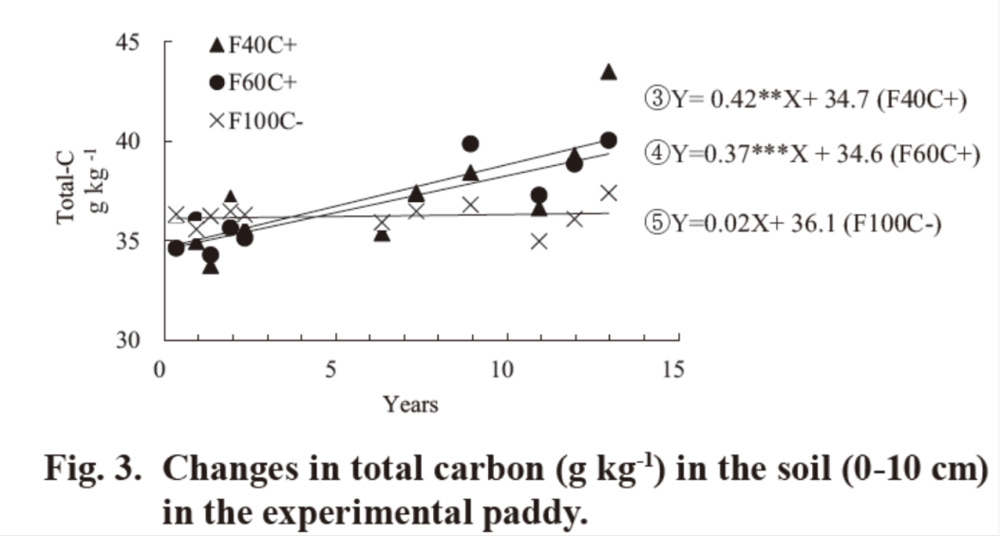 45
▲F40C+
●F60C+
×F100C-
③Y= 0.42**X+ 34.7 (F40C+)
40
④Y=0.37***X + 34.6 (F60C+)
Total-C
g kg⁻¹
⑤Y=0.02X+ 36.1 (F100C-)
35
30
0 5 10 15
Years
Fig. 3. Changes in total carbon (g kg⁻¹) in the soil (0-10 cm)
in the experimental paddy.